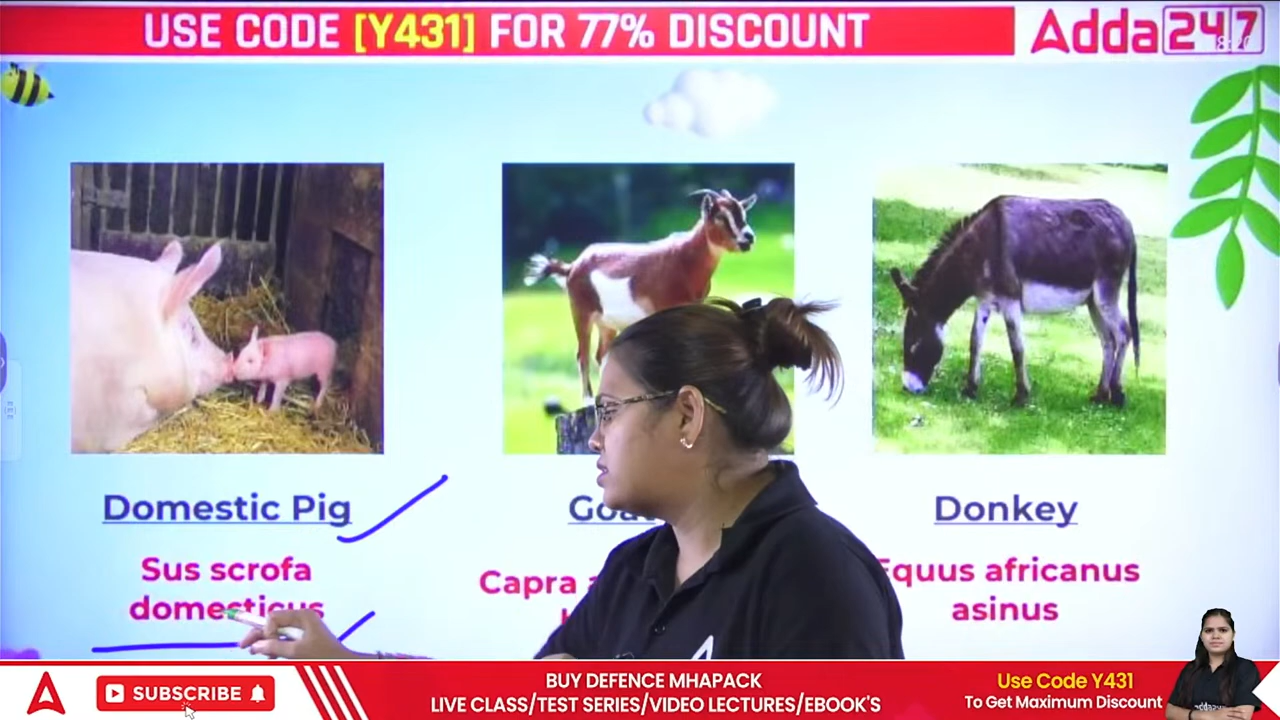 USE CODE [Y431] FOR 77% DISCOUNT
Adda247
Domestic Pig
Donkey
Sus scrofa
domesticus
Capra
Equus africanus
asinus
SUBSCRIBE
BUY DEFENCE MHAPACK
LIVE CLASS/TEST SERIES/VIDEO LECTURES/EBOOK'S
Use Code Y431
To Get Maximum Discount